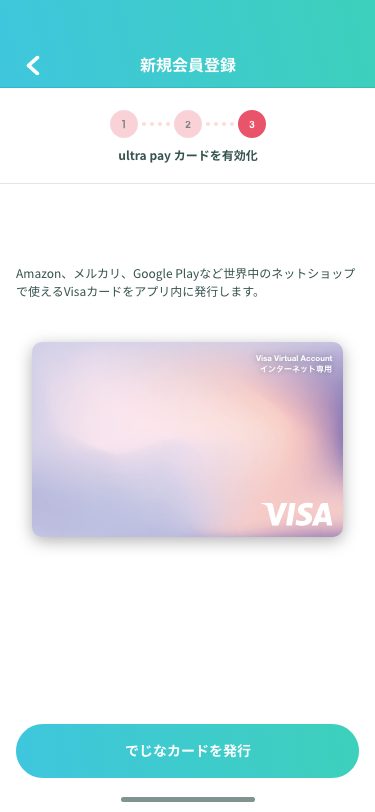 新規会員登録
1 2 3
ultra pay カードを有効化
Amazon、メルカリ、Google Playなど世界中のネットショップ
で使えるVisaカードをアプリ内に発行します。
Visa Virtual Account
インターネット専用
VISA
でじなカードを発行